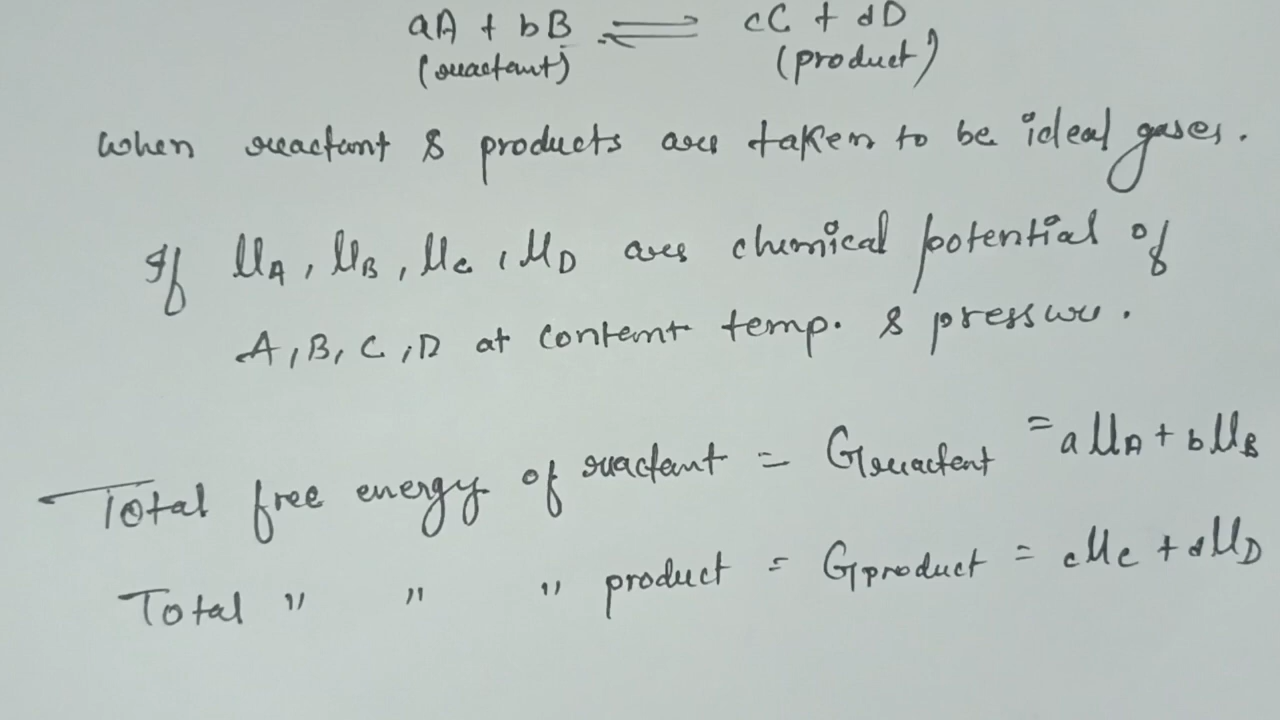 aA + bB ⇌ cC + dD
(reactant) (product)
when reactant & products are taken to be ideal gases.
If μA, μB, μC, μD are chemical potential of
A, B, C, D at content temp. & pressure.
Total free energy of reactant = Greactent = aμA + bμB
Total " " " product = Gproduct = cμC + dμD